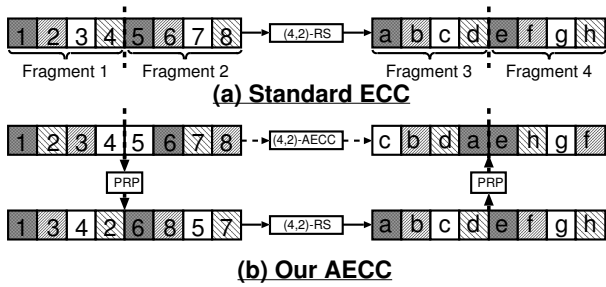 1 2 3 4 5 6 7 8 (4,2)-RS a b c d e f g h
Fragment 1 Fragment 2 Fragment 3 Fragment 4
(a) Standard ECC
1 2 3 4 5 6 7 8 (4,2)-AECC c b d a e h g f
PRP PRP
1 3 4 2 6 8 5 7 (4,2)-RS a b c d e f g h
(b) Our AECC